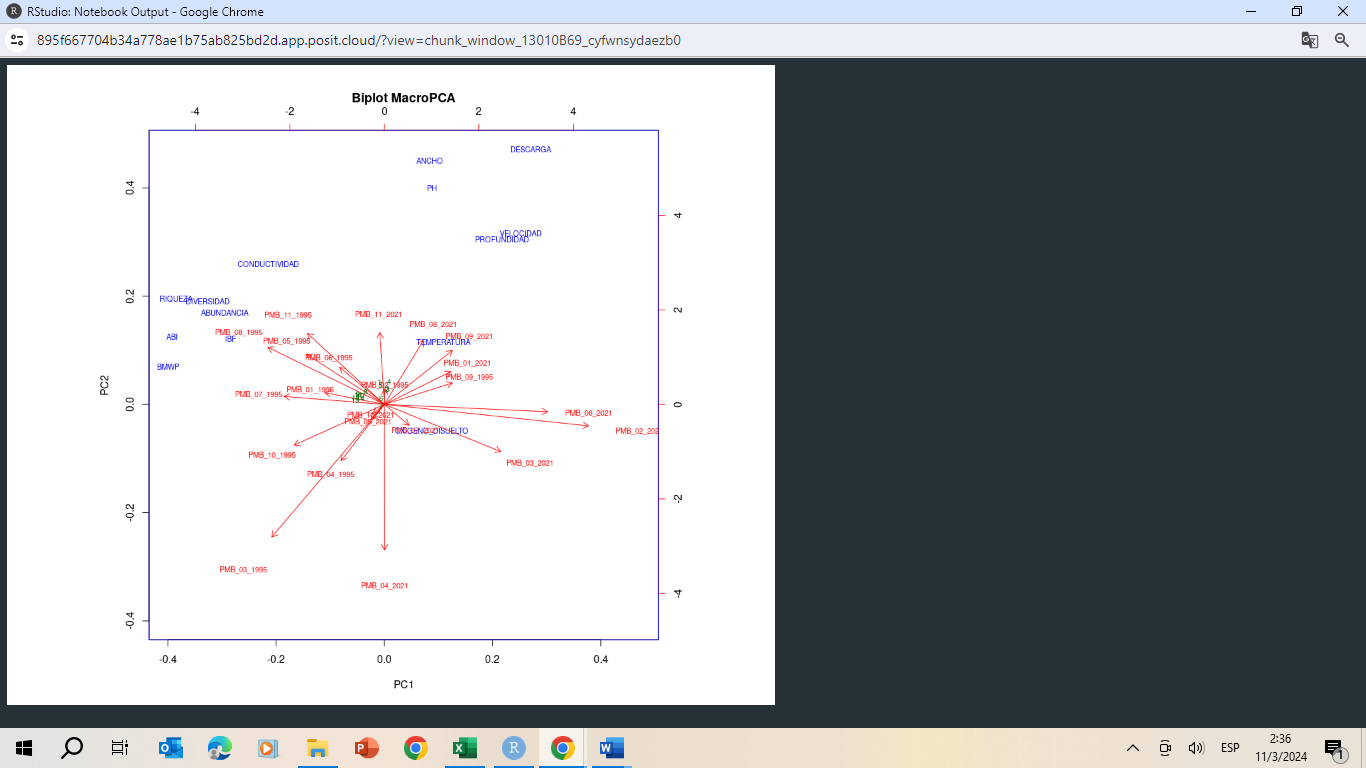 RStudio: Notebook Output - Google Chrome
895f667704b34a778ae1b75ab825bd2d.app.posit.cloud/?view=chunk_window_13010B69_cyfwnsydaezb0
Biplot MacroPCA
-4 -2 0 2 4
DESCARGA
ANCHO
PH
VELOCIDAD
PROFUNDIDAD
CONDUCTIVIDAD
RIQUEZA
DIVERSIDAD
ABUNDANCIA
PMB_11_1995
PMB_11_2021
PMB_08_2021
PMB_08_1995
ABI
IBF
PMB_05_1995
PMB_09_2021
TEMPERATURA
PMB_06_1995
BMWP
PMB_01_2021
PMB_09_1995
PMB_07_1995
PMB_01_1995
PMB_06_2021
PMB_02_202
PMB_10_1995
PMB_03_2021
PMB_04_1995
PMB_03_1995
PMB_04_2021
0.4
0.2
0.0
-0.2
-0.4
PC2
4
2
0
-2
-4
-0.4 -0.2 0.0 0.2 0.4
PC1
ESP
2:36
11/3/2024
1